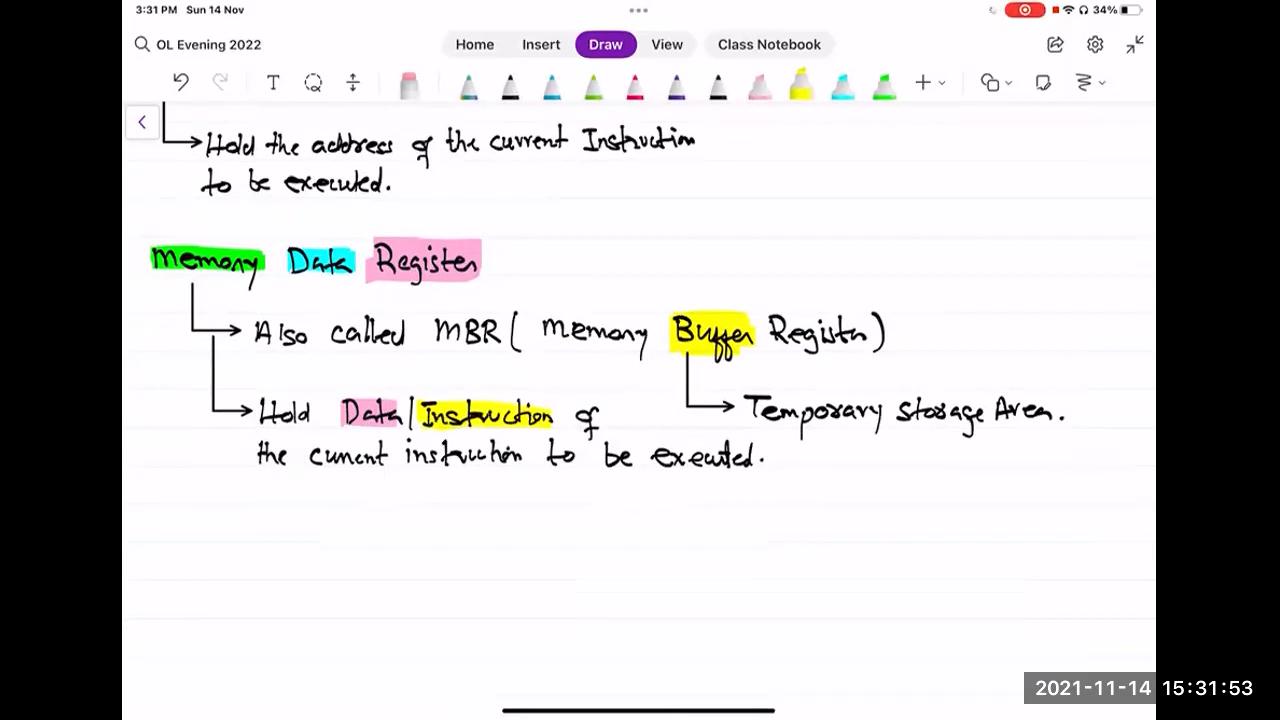 3:31 PM Sun 14 Nov
34%
OL Evening 2022
Home Insert Draw View Class Notebook
T
Hold the address of the current Instruction
to be executed.
Memory Data Register
Also called MBR ( Memory Buffer Register)
Hold Data/Instruction of
Temporary Storage Area.
the current instruction to be executed.
2021-11-14 15:31:53